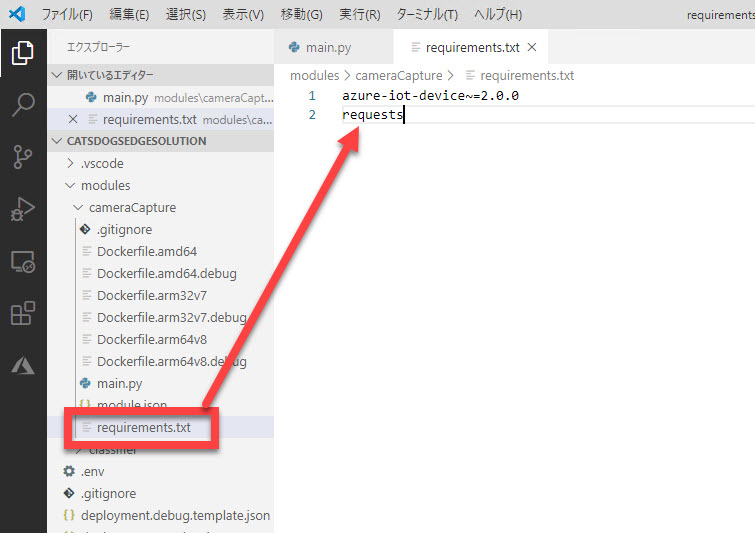 ファイル(F) 編集(E) 選択(S) 表示(V) 移動(G) 実行(R) ターミナル(T) ヘルプ(H) requirements
エクスプローラー
開いているエディター
main.py modules\cameraCapt...
requirements.txt modules\ca...
CATSDOGSEDGESOLUTION
.vscode
modules
cameraCapture
.gitignore
Dockerfile.amd64
Dockerfile.amd64.debug
Dockerfile.arm32v7
Dockerfile.arm32v7.debug
Dockerfile.arm64v8
Dockerfile.arm64v8.debug
main.py
module.json
requirements.txt
classifier
.env
.gitignore
deployment.debug.template.json
main.py requirements.txt
modules > cameraCapture > requirements.txt
1 azure-iot-device~=2.0.0
2 requests